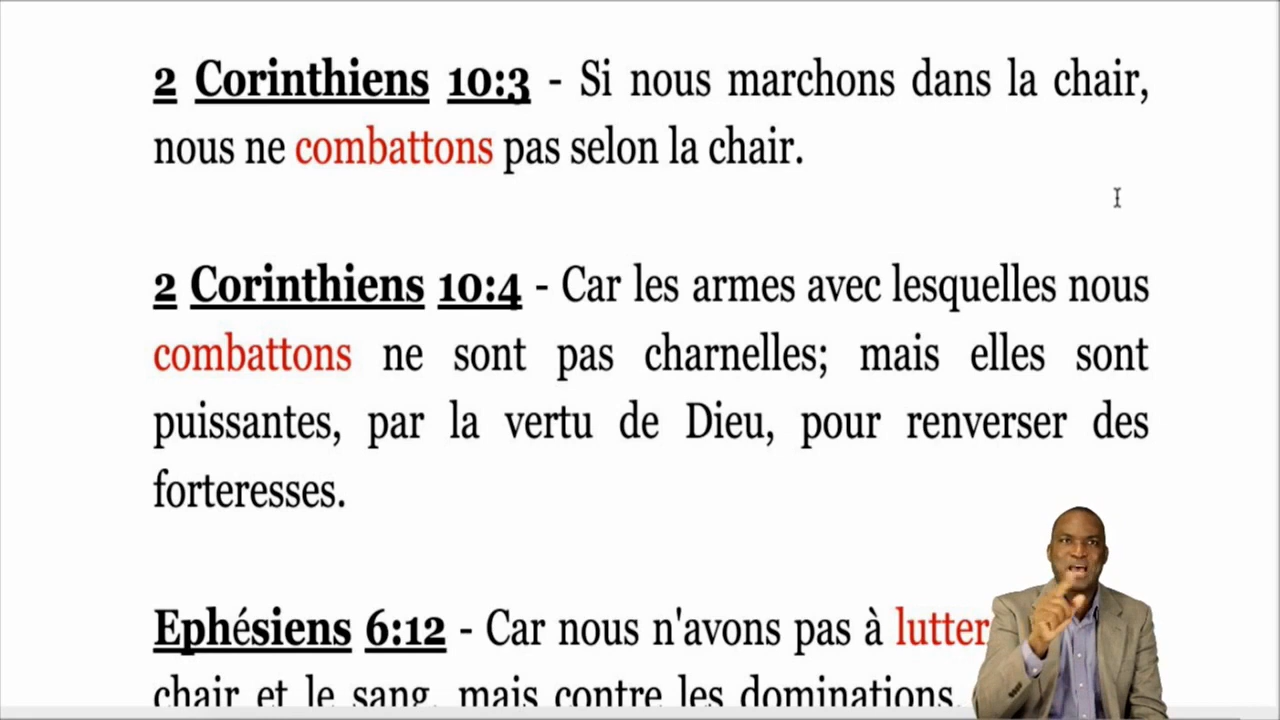 2 Corinthiens 10:3 - Si nous marchons dans la chair,
nous ne combattons pas selon la chair.
2 Corinthiens 10:4 - Car les armes avec lesquelles nous
combattons ne sont pas charnelles; mais elles sont
puissantes, par la vertu de Dieu, pour renverser des
forteresses.
Ephésiens 6:12 - Car nous n'avons pas à lutter
chair et le sang, mais contre les dominations,